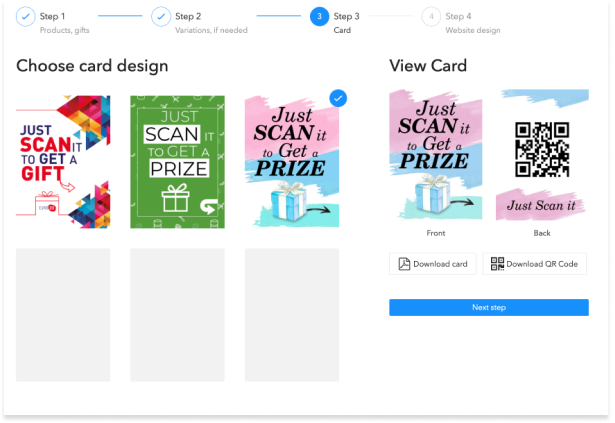 Step 1
Products, gifts
Step 2
Variations, if needed
3
Step 3
Card
4
Step 4
Website design
Choose card design
View Card
JUST
SCAN IT
TO GET A
GIFT
JUST
SCAN IT
TO GET A
PRIZE
Just
SCAN it
to Get a
PRIZE
Just
SCAN it
to Get a
PRIZE
Just Scan it
Front
Back
Download card
Download QR Code
Next step